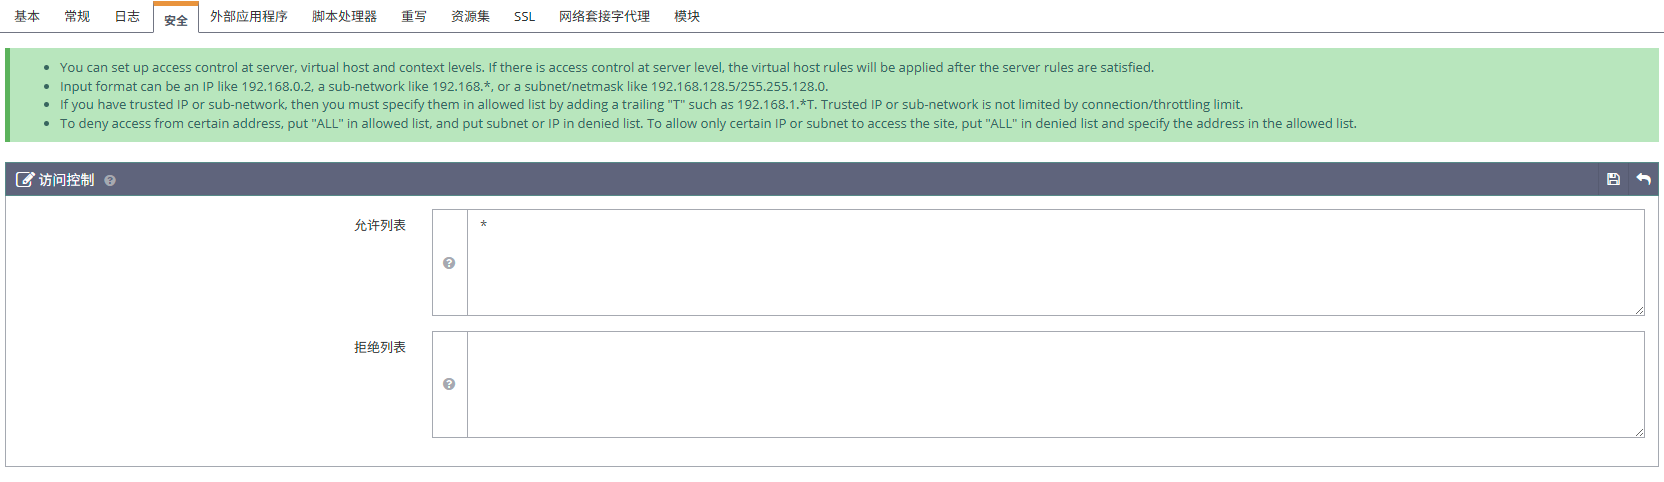 基本 常规 日志 安全 外部应用程序 脚本处理器 重写 资源集 SSL 网络套接字代理 模块
You can set up access control at server, virtual host and context levels. If there is access control at server level, the virtual host rules will be applied after the server rules are satisfied.
Input format can be an IP like 192.168.0.2, a sub-network like 192.168.*, or a subnet/netmask like 192.168.128.5/255.255.128.0.
If you have trusted IP or sub-network, then you must specify them in allowed list by adding a trailing "T" such as 192.168.1.*T. Trusted IP or sub-network is not limited by connection/throttling limit.
To deny access from certain address, put "ALL" in allowed list, and put subnet or IP in denied list. To allow only certain IP or subnet to access the site, put "ALL" in denied list and specify the address in the allowed list.
访问控制
允许列表 *
拒绝列表